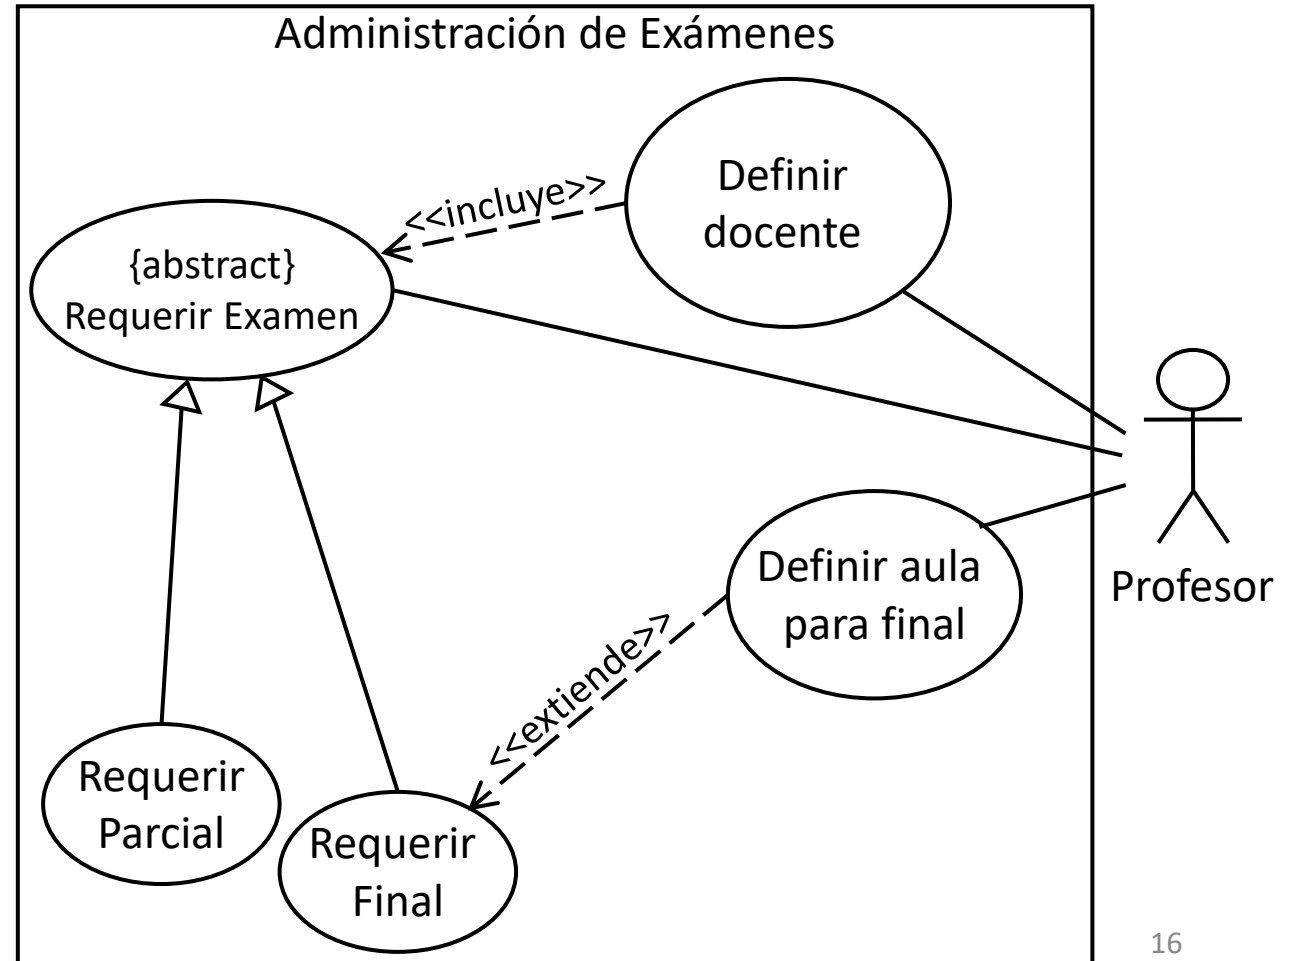 Administración de Exámenes
Definir
docente
<<incluye>>
{abstract}
Requerir Examen
Definir aula
para final
Profesor
<<extiende>>
Requerir
Parcial
Requerir
Final
16